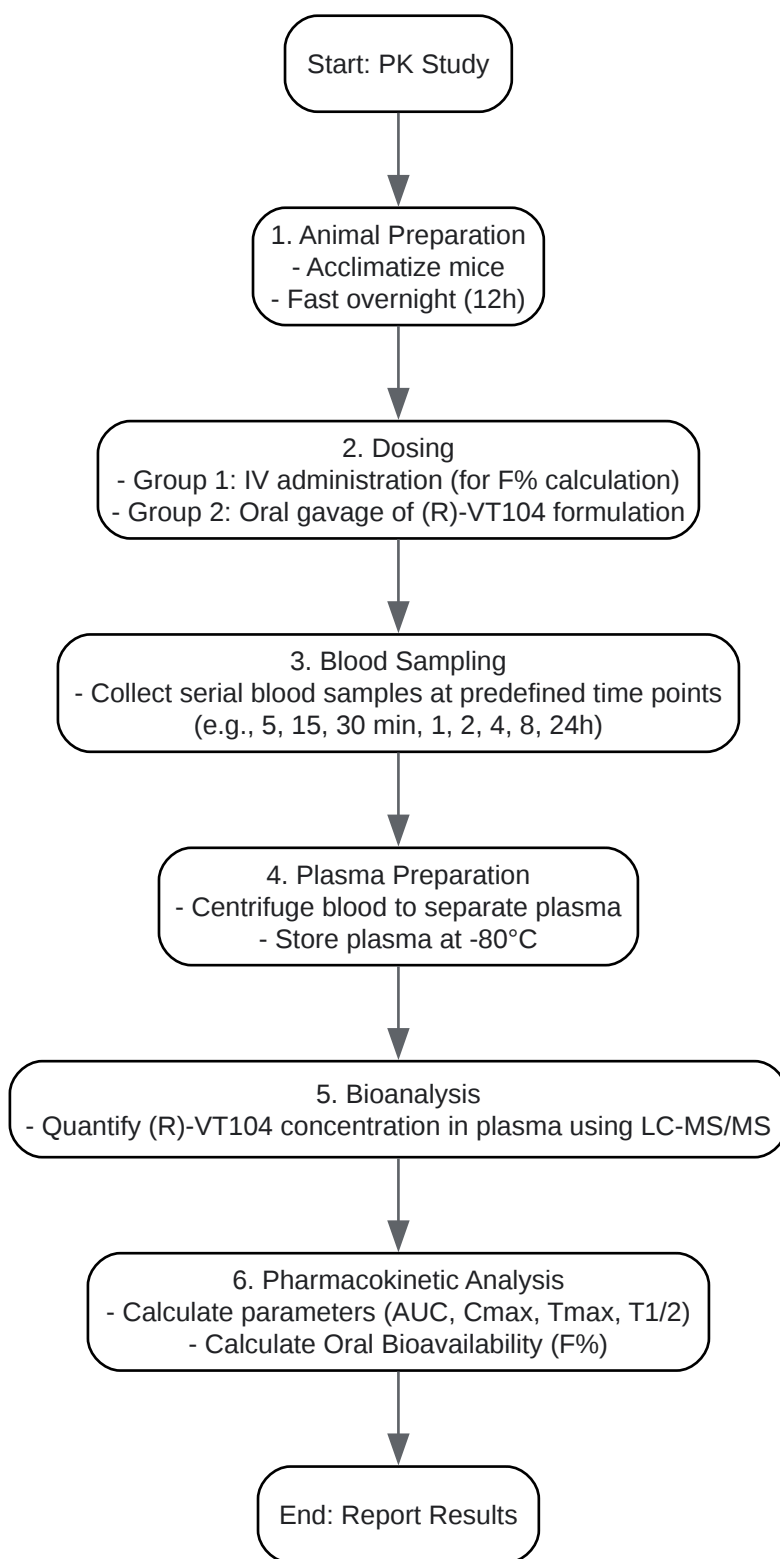 Start: PK Study
1. Animal Preparation
- Acclimatize mice
- Fast overnight (12h)
2. Dosing
- Group 1: IV administration (for F% calculation)
- Group 2: Oral gavage of (R)-VT104 formulation
3. Blood Sampling
- Collect serial blood samples at predefined time points
(e.g., 5, 15, 30 min, 1, 2, 4, 8, 24h)
4. Plasma Preparation
- Centrifuge blood to separate plasma
- Store plasma at -80°C
5. Bioanalysis
- Quantify (R)-VT104 concentration in plasma using LC-MS/MS
6. Pharmacokinetic Analysis
- Calculate parameters (AUC, Cmax, Tmax, T1/2)
- Calculate Oral Bioavailability (F%)
End: Report Results